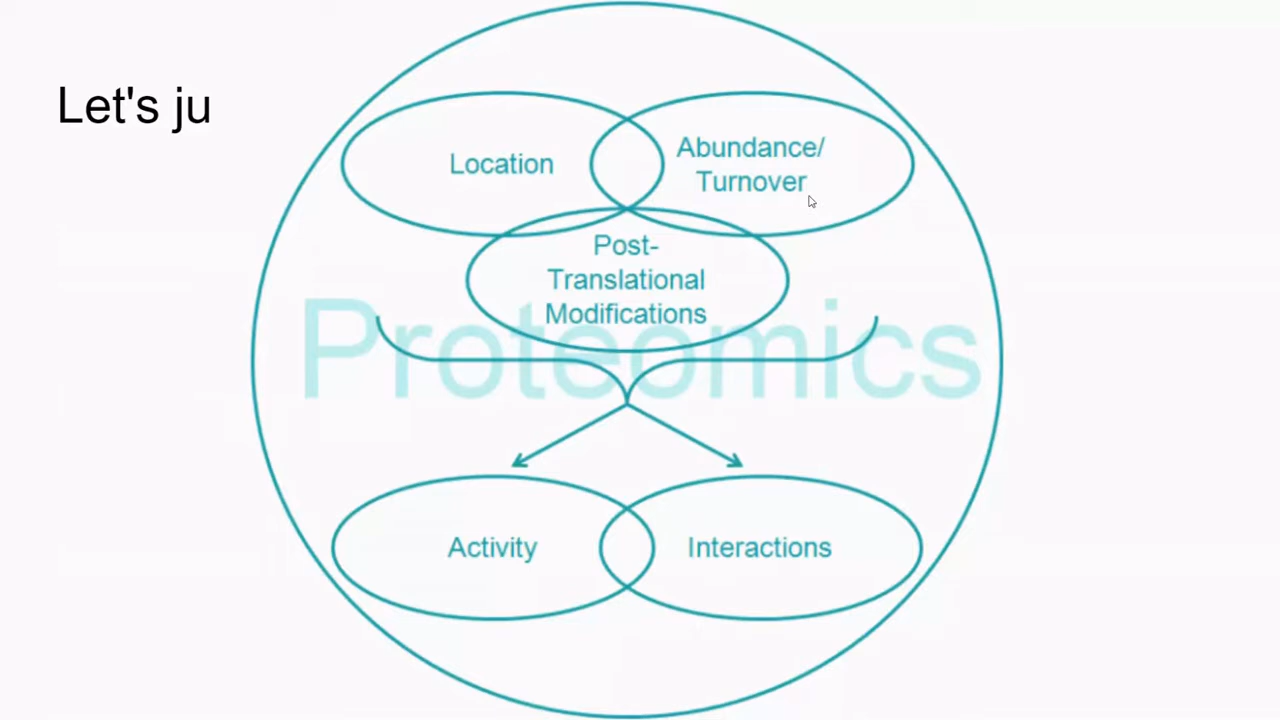 Let's ju
Location
Abundance/
Turnover
Post-
Translational
Modifications
Proteomics
Activity
Interactions